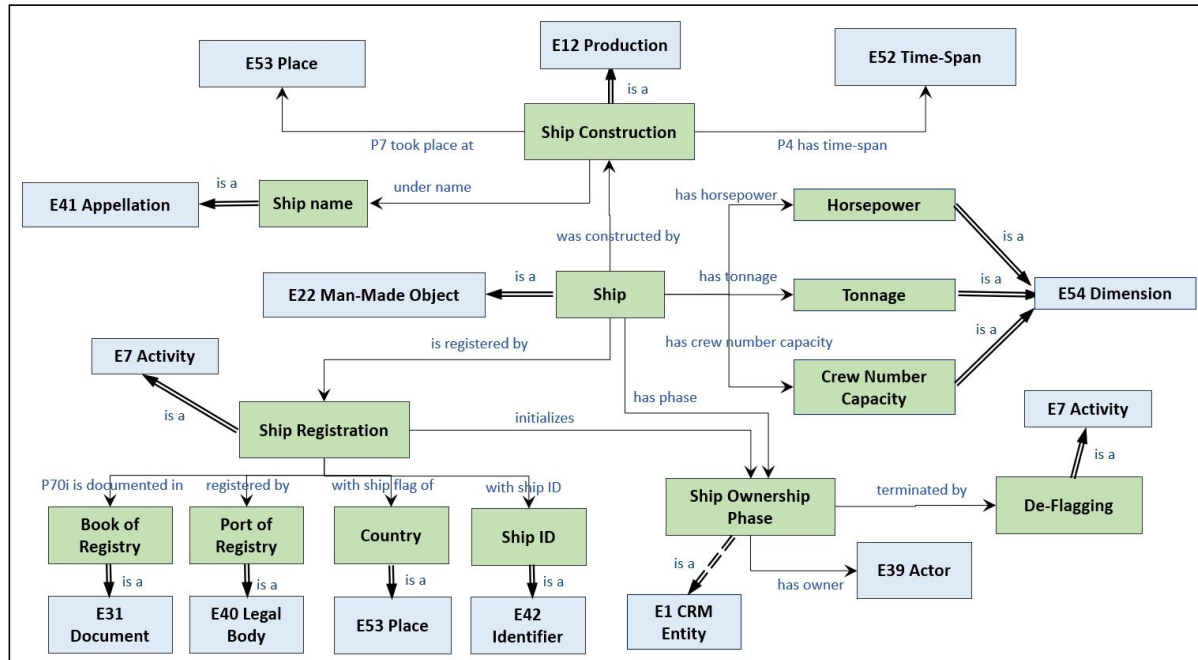 E12 Production
E53 Place
E52 Time-Span
is a
Ship Construction
P7 took place at
P4 has time-span
is a
under name
E41 Appellation
Ship name
has horsepower
Horsepower
was constructed by
is a
is a
E22 Man-Made Object
Ship
has tonnage
Tonnage
is a
E54 Dimension
is a
is registered by
has crew number capacity
E7 Activity
Crew Number
Capacity
has phase
E7 Activity
is a
Ship Registration
initializes
is a
P70i is documented in
registered by
with ship flag of
with ship ID
Ship Ownership
Phase
terminated by
De-Flagging
Book of
Registry
Port of
Registry
Country
Ship ID
is a
is a
is a
is a
is a
has owner
E39 Actor
E31
Document
E40 Legal
Body
E53 Place
E42
Identifier
E1 CRM
Entity